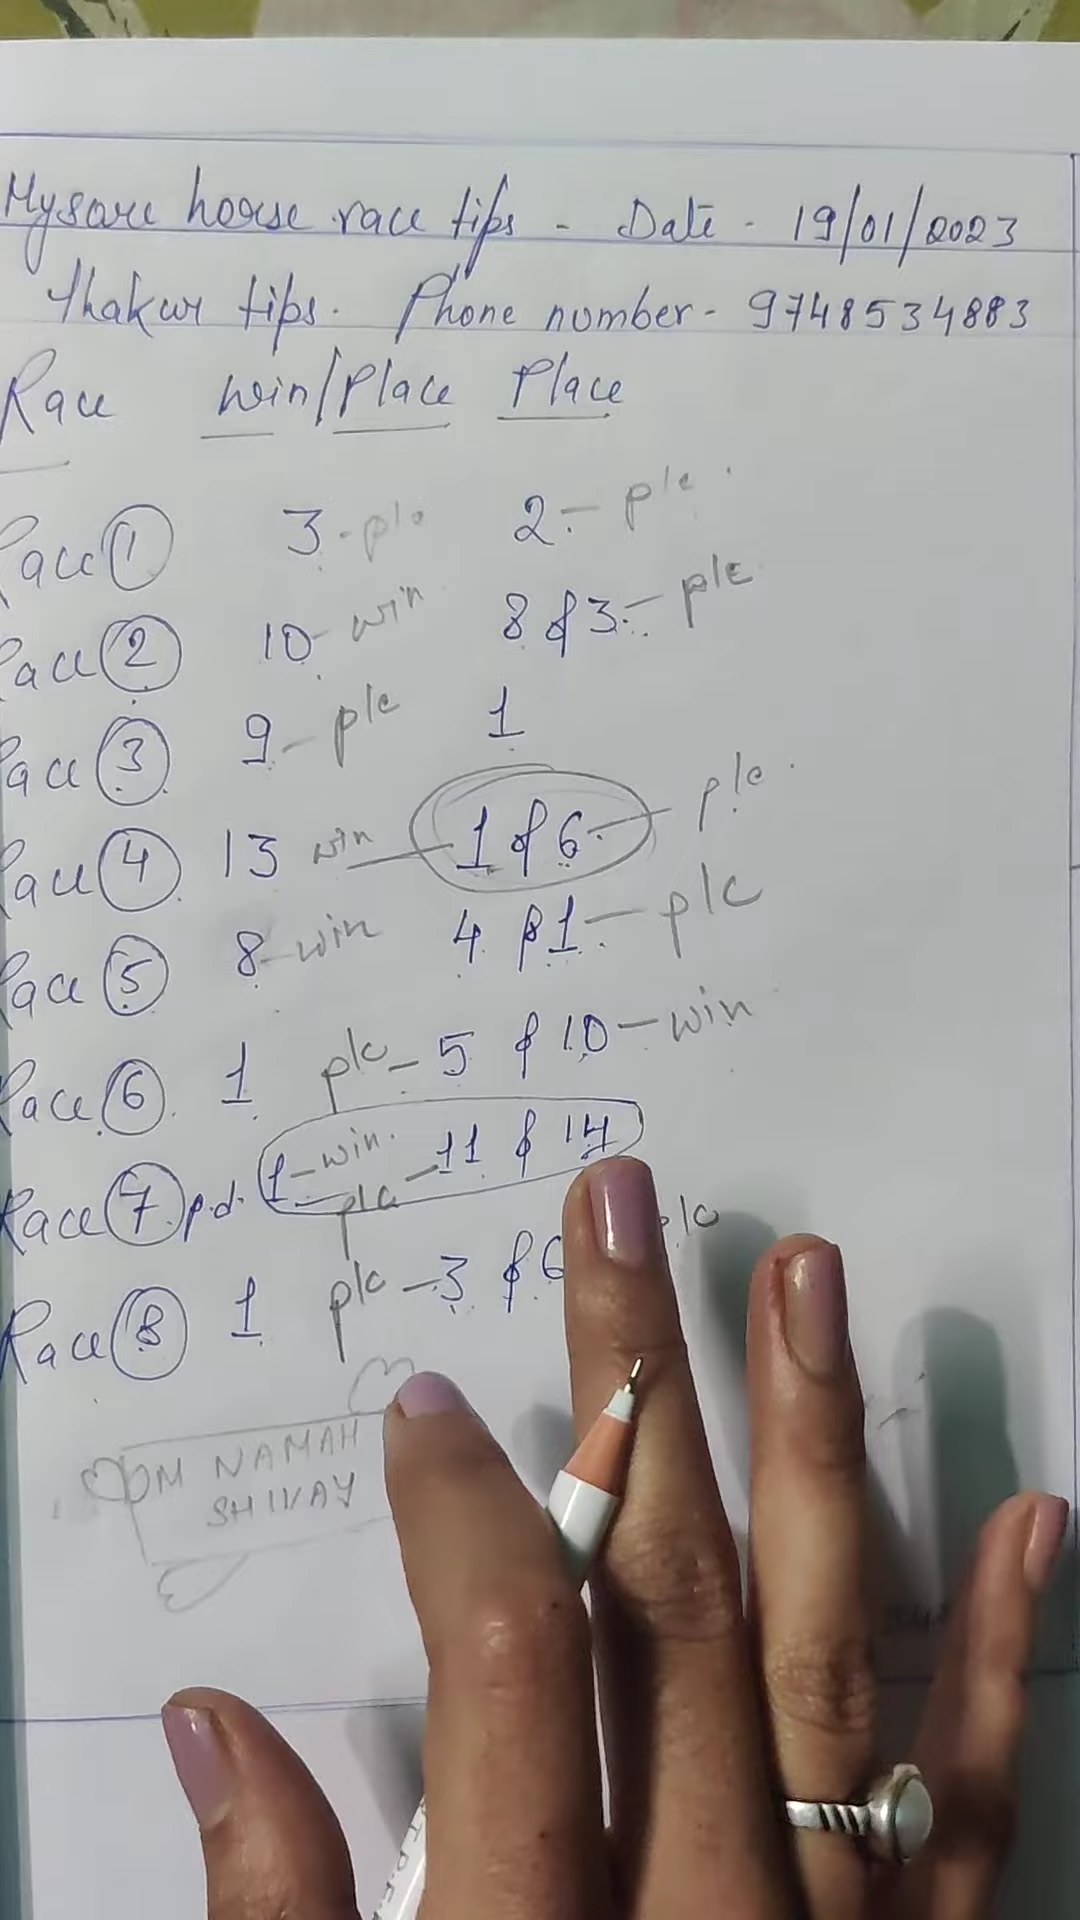 Mysore horse race tips - Date - 19/01/2023
Thakur tips. Phone number - 9748534883
Race Win/Place Place
Race 1 3 - plc 2 - plc
Race 2 10 - win 8 & 3 - plc
Race 3 9 - plc 1
Race 4 13 win 1 & 6 - plc
Race 5 8 - win 4 & 1 - plc
Race 6 1 plc - 5 & 10 - win
Race 7 p.d. 1 - win. plc - 11 & 14
Race 8 1 plc - 3 & 6 plc
OM NAMAH
SHIVAY